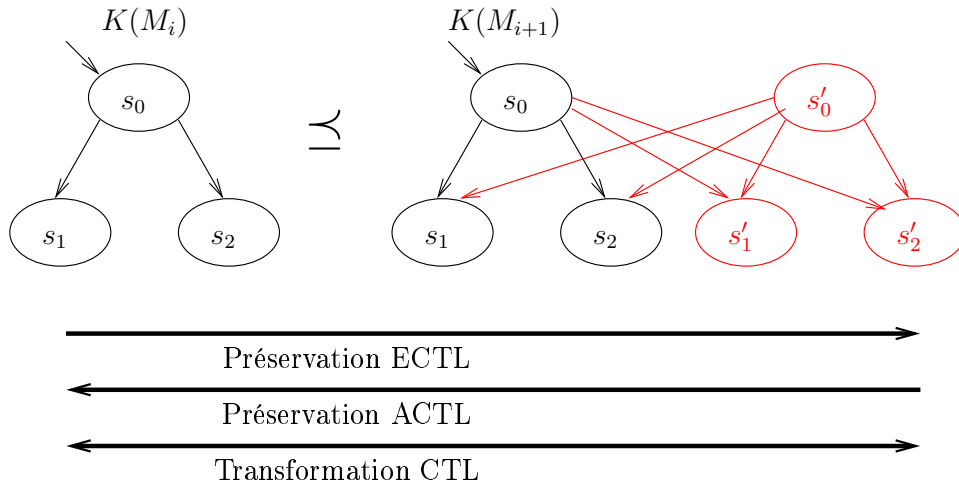 K(M_i) K(M_{i+1})
s_0 ⪯ s_0 s'_0
s_1 s_2 s_1 s_2 s'_1 s'_2
Préservation ECTL
Préservation ACTL
Transformation CTL